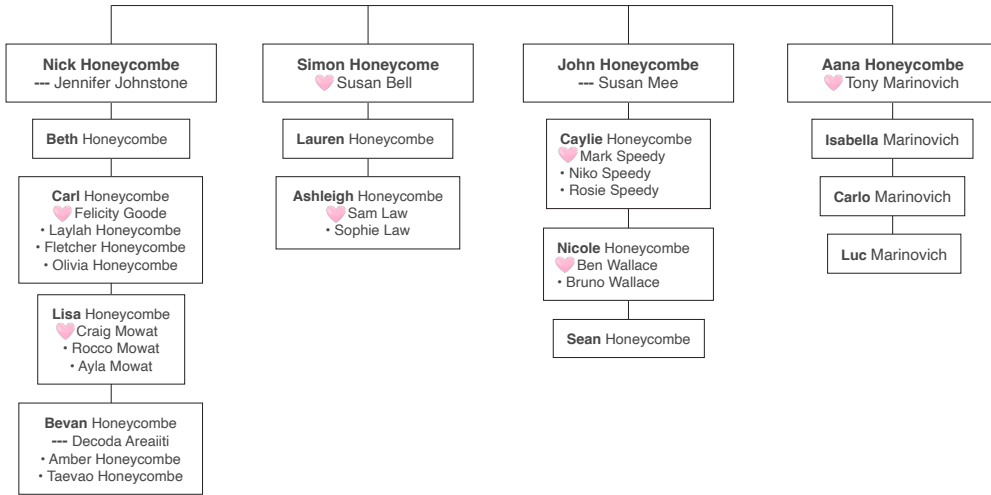 Nick Honeycombe
--- Jennifer Johnstone
Beth Honeycombe
Carl Honeycombe
Felicity Goode
• Laylah Honeycombe
• Fletcher Honeycombe
• Olivia Honeycombe
Lisa Honeycombe
Craig Mowat
• Rocco Mowat
• Ayla Mowat
Bevan Honeycombe
--- Decoda Areaiiti
• Amber Honeycombe
• Taevao Honeycombe
Simon Honeycome
Susan Bell
Lauren Honeycombe
Ashleigh Honeycombe
Sam Law
• Sophie Law
John Honeycombe
--- Susan Mee
Caylie Honeycombe
Mark Speedy
• Niko Speedy
• Rosie Speedy
Nicole Honeycombe
Ben Wallace
• Bruno Wallace
Sean Honeycombe
Aana Honeycombe
Tony Marinovich
Isabella Marinovich
Carlo Marinovich
Luc Marinovich